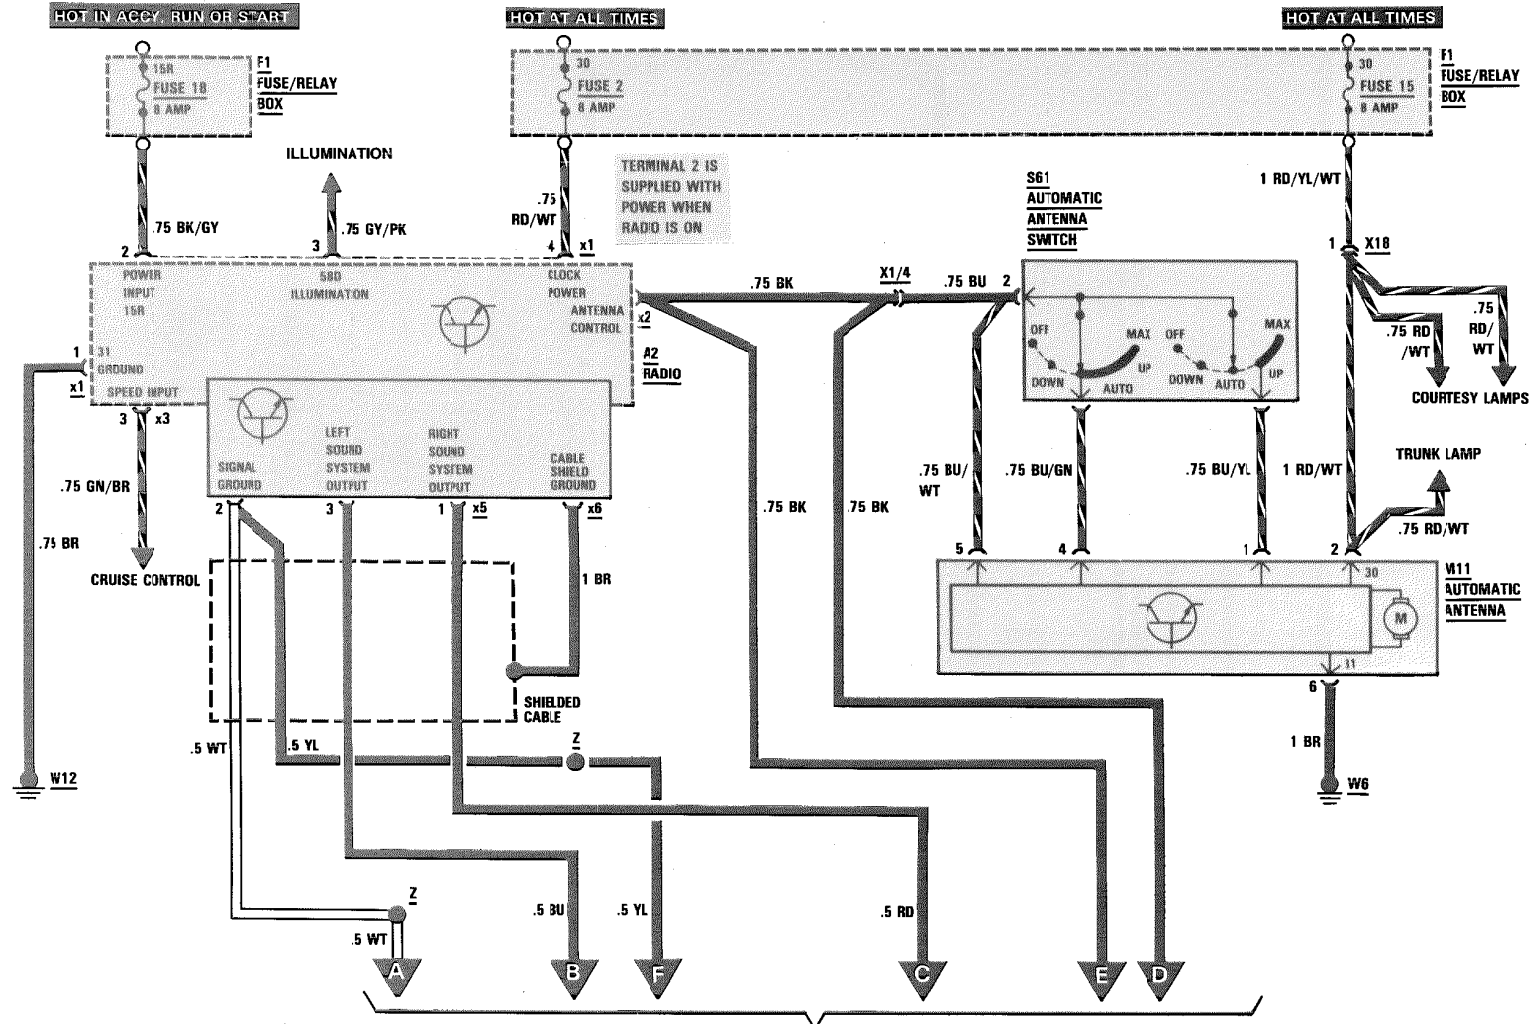 HOT IN ACCY, RUN OR START
HOT AT ALL TIMES
HOT AT ALL TIMES
15R
FUSE 18
8 AMP
F1
FUSE/RELAY
BOX
30
FUSE 2
8 AMP
30
FUSE 15
8 AMP
F1
FUSE/RELAY
BOX
ILLUMINATION
TERMINAL 2 IS
SUPPLIED WITH
POWER WHEN
RADIO IS ON
.75 BK/GY
.75 GY/PK
.75
RD/WT
1 RD/YL/WT
S61
AUTOMATIC
ANTENNA
SWITCH
2
3
4
x1
1
X18
POWER
INPUT
15R
58D
ILLUMINATION
CLOCK
POWER
ANTENNA
CONTROL
x2
.75 BK
X1/4
.75 BU
2
OFF
DOWN
AUTO
MAX
UP
OFF
DOWN
AUTO
MAX
UP
.75
RD/
WT
.75 RD
/WT
COURTESY LAMPS
1
x1
31
GROUND
SPEED INPUT
A2
RADIO
3
x3
LEFT
SOUND
SYSTEM
OUTPUT
RIGHT
SOUND
SYSTEM
OUTPUT
SIGNAL
GROUND
CABLE
SHIELD
GROUND
2
3
1
x5
x6
.75 GN/BR
.75 BR
CRUISE CONTROL
1 BR
.75 BK
.75 BK
.75 BU/
WT
.75 BU/GN
.75 BU/YL
1 RD/WT
TRUNK LAMP
.75 RD/WT
5
4
1
2
30
M
31
M11
AUTOMATIC
ANTENNA
6
1 BR
W6
SHIELDED
CABLE
.5 WT
.5 YL
Z
W12
Z
.5 WT
.5 BU
.5 YL
.5 RD
A
B
F
C
E
D